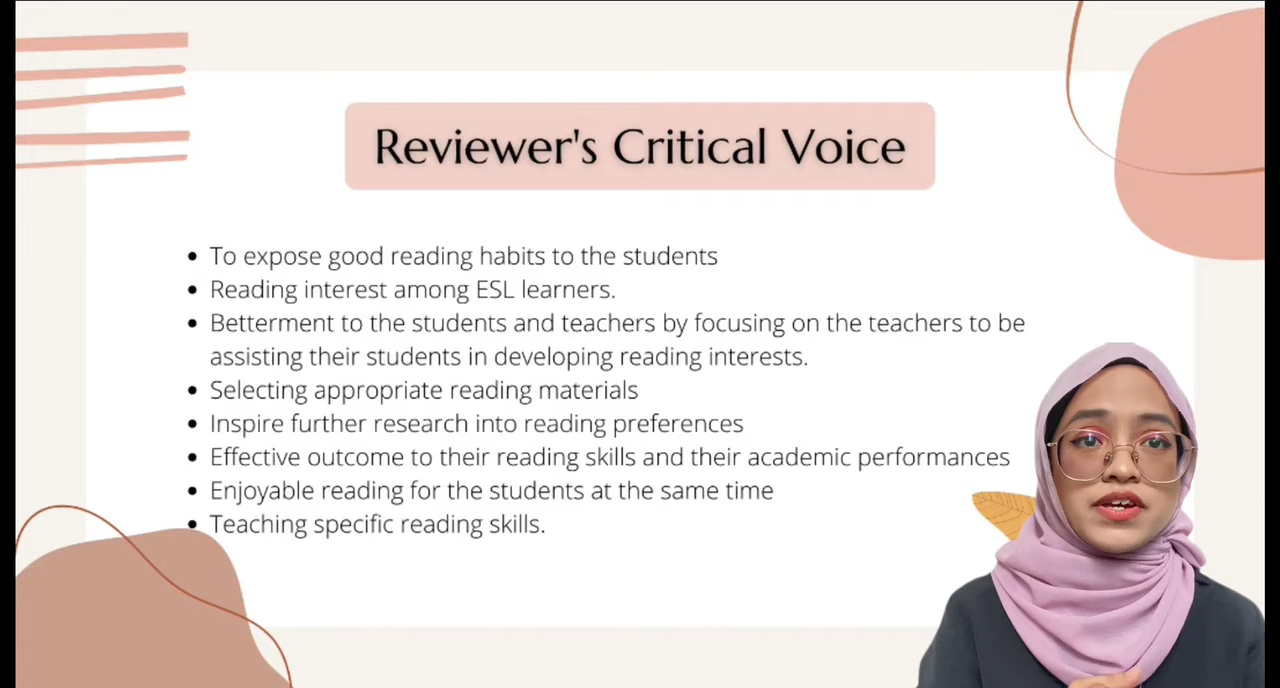 Reviewer's Critical Voice
• To expose good reading habits to the students
• Reading interest among ESL learners.
• Betterment to the students and teachers by focusing on the teachers to be
assisting their students in developing reading interests.
• Selecting appropriate reading materials
• Inspire further research into reading preferences
• Effective outcome to their reading skills and their academic performances
• Enjoyable reading for the students at the same time
• Teaching specific reading skills.